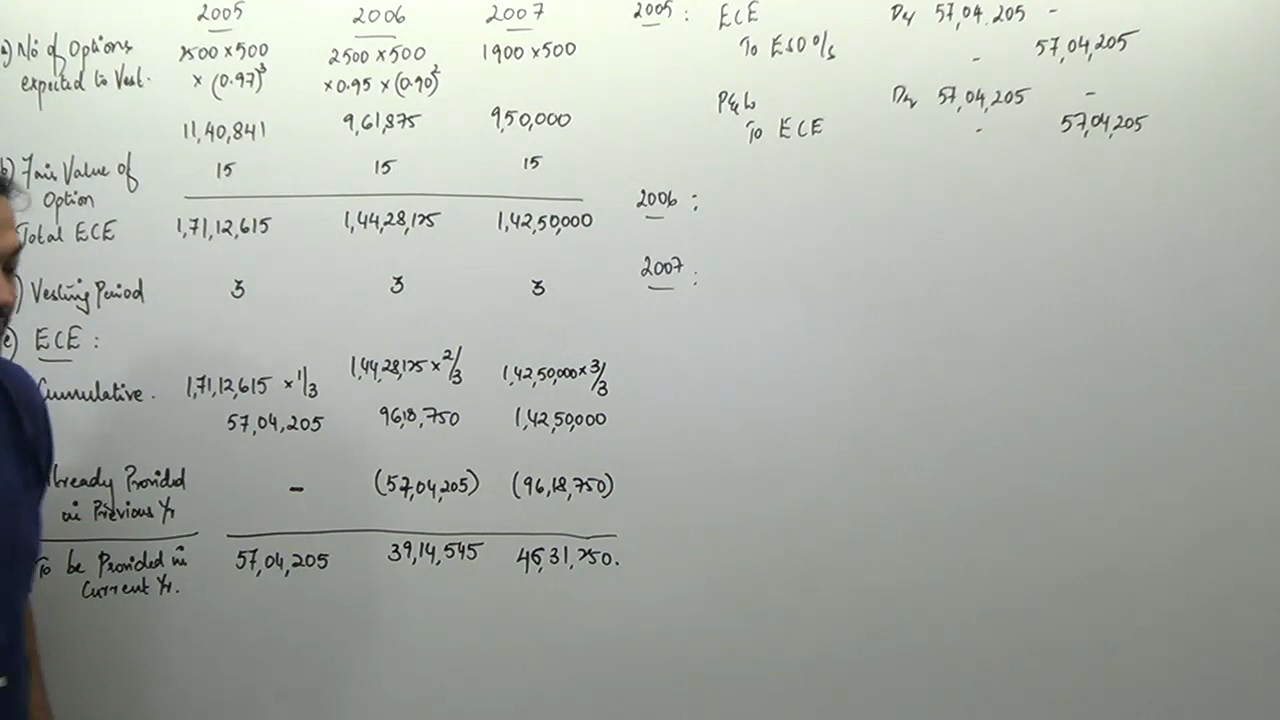 2005 2006 2007
a) No of Options 2500 x 500 2500 x 500 1900 x 500
expected to Vest. x (0.97)³ x 0.95 x (0.90)²
11,40,841 9,61,875 9,50,000
b) Fair Value of 15 15 15
Option
Total ECE 1,71,12,615 1,44,28,125 1,42,50,000
) Vesting Period 3 3 3
e) ECE :
Cumulative. 1,71,12,615 x 1/3 1,44,28,125 x 2/3 1,42,50,000 x 3/3
57,04,205 96,18,750 1,42,50,000
Already Provided - (57,04,205) (96,18,750)
in Previous Yr
To be Provided in 57,04,205 39,14,545 46,31,250.
Current Yr.
2005 : ECE Dr 57,04,205 -
To ESOO/s - 57,04,205
P&L Dr 57,04,205 -
To ECE - 57,04,205
2006 :
2007 :